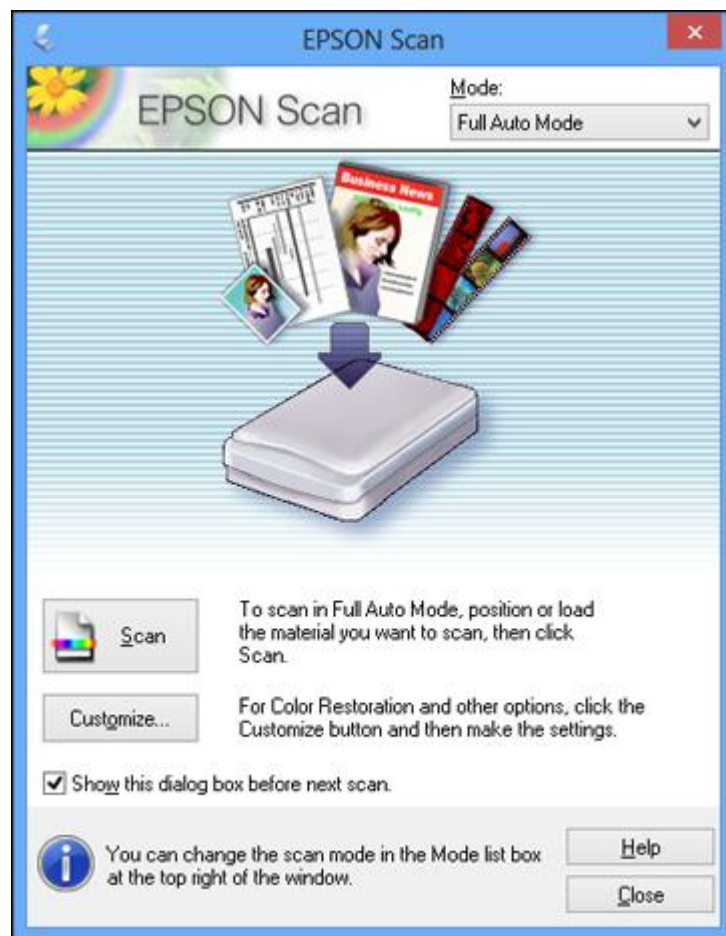 EPSON Scan
EPSON Scan
Mode:
Full Auto Mode
Business News
Scan
To scan in Full Auto Mode, position or load
the material you want to scan, then click
Scan.
Customize...
For Color Restoration and other options, click the
Customize button and then make the settings.
Show this dialog box before next scan.
You can change the scan mode in the Mode list box
at the top right of the window.
Help
Close